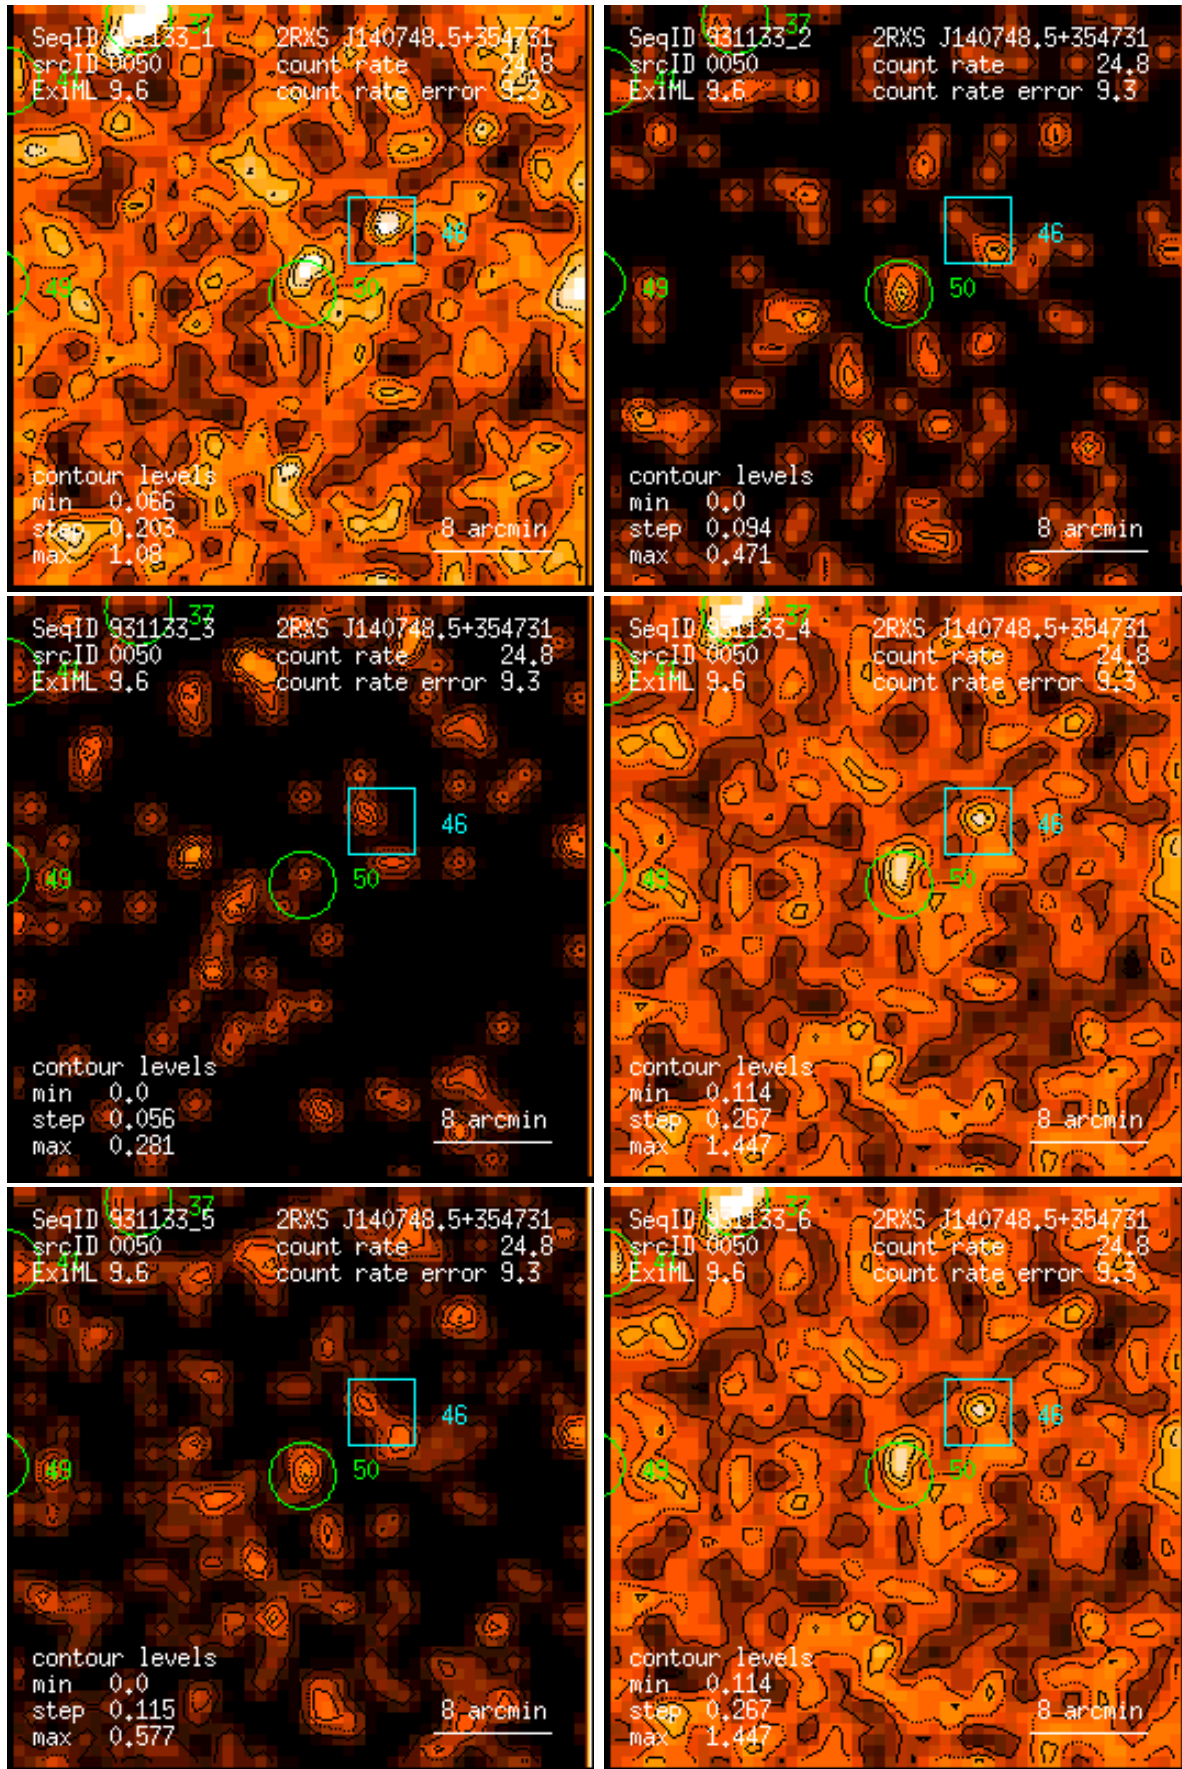 37
SeqID 931133_1 2RXS J140748.5+354731
srcID 0050 count rate 24.8
41
ExiML 9.6 count rate error 9.3
46
49 50
contour levels
min 0.066
step 0.203 8 arcmin
max 1.08
37
SeqID 931133_2 2RXS J140748.5+354731
srcID 0050 count rate 24.8
41
ExiML 9.6 count rate error 9.3
46
49 50
contour levels
min 0.0
step 0.094 8 arcmin
max 0.471
37
SeqID 931133_3 2RXS J140748.5+354731
srcID 0050 count rate 24.8
41
ExiML 9.6 count rate error 9.3
46
49 50
contour levels
min 0.0
step 0.056 8 arcmin
max 0.281
37
SeqID 931133_4 2RXS J140748.5+354731
srcID 0050 count rate 24.8
41
ExiML 9.6 count rate error 9.3
46
49 50
contour levels
min 0.114
step 0.267 8 arcmin
max 1.447
37
SeqID 931133_5 2RXS J140748.5+354731
srcID 0050 count rate 24.8
41
ExiML 9.6 count rate error 9.3
46
49 50
contour levels
min 0.0
step 0.115 8 arcmin
max 0.577
37
SeqID 931133_6 2RXS J140748.5+354731
srcID 0050 count rate 24.8
41
ExiML 9.6 count rate error 9.3
46
49 50
contour levels
min 0.114
step 0.267 8 arcmin
max 1.447